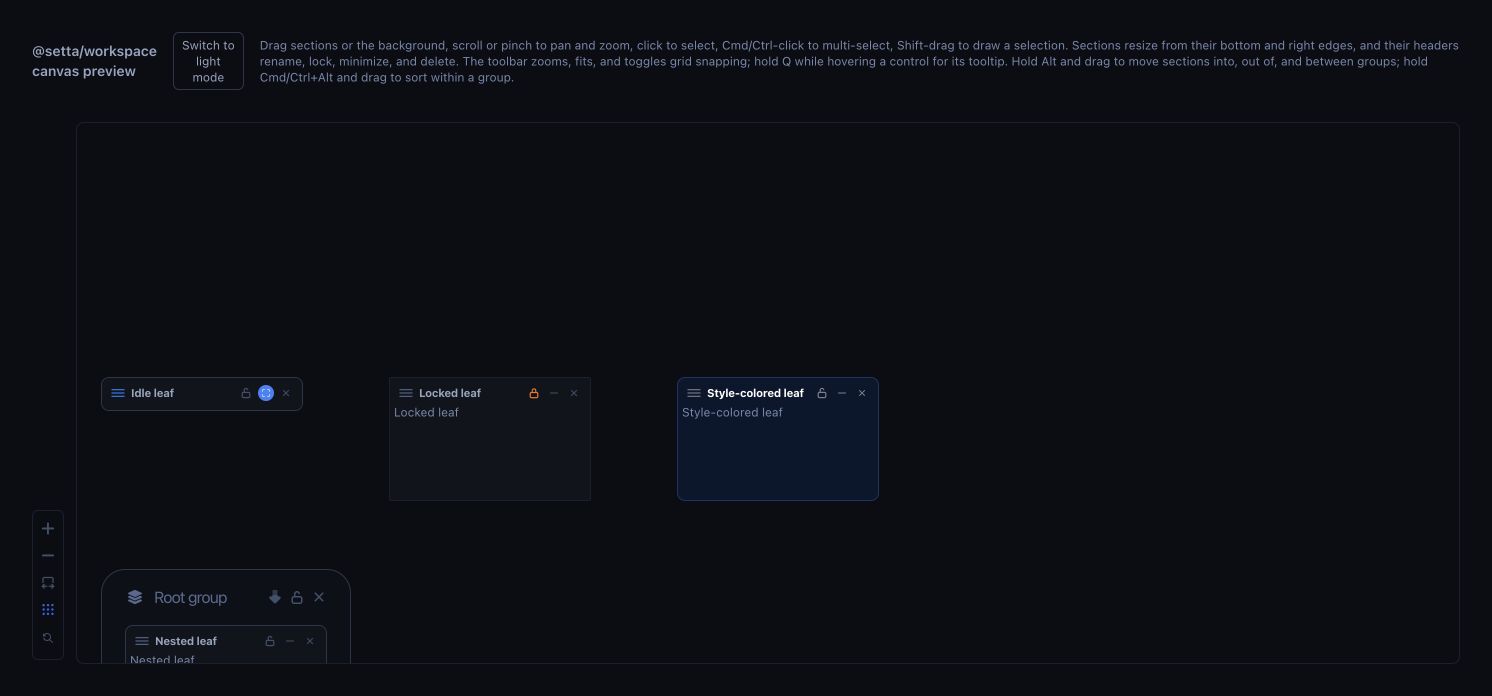 @setta/workspace
canvas preview
Switch to
light
mode
Drag sections or the background, scroll or pinch to pan and zoom, click to select, Cmd/Ctrl-click to multi-select, Shift-drag to draw a selection. Sections resize from their bottom and right edges, and their headers
rename, lock, minimize, and delete. The toolbar zooms, fits, and toggles grid snapping; hold Q while hovering a control for its tooltip. Hold Alt and drag to move sections into, out of, and between groups; hold
Cmd/Ctrl+Alt and drag to sort within a group.
Idle leaf
Locked leaf
Locked leaf
Style-colored leaf
Style-colored leaf
Root group
Nested leaf
Nested leaf